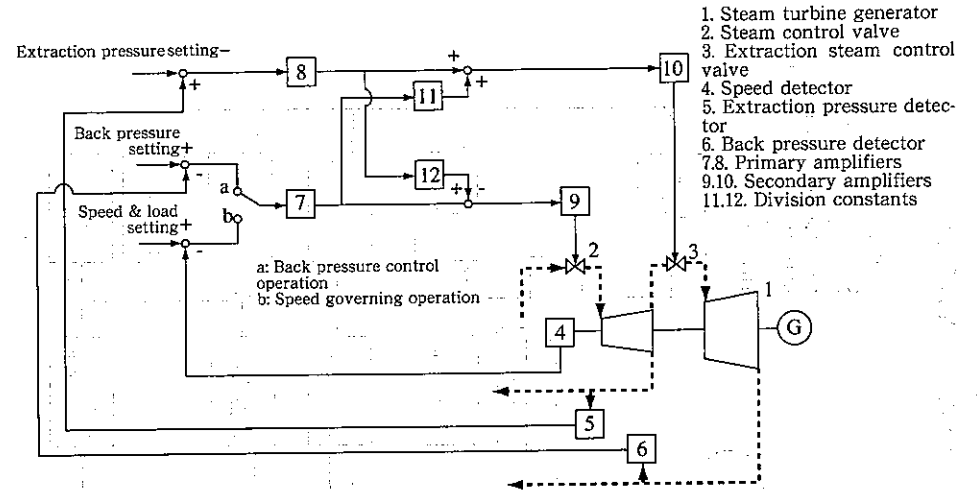 1. Steam turbine generator
2. Steam control valve
3. Extraction steam control
valve
4. Speed detector
5. Extraction pressure detec-
tor
6. Back pressure detector
7.8. Primary amplifiers
9.10. Secondary amplifiers
11.12. Division constants
Extraction pressure setting−
+
8
+
+
10
11
Back pressure
setting+
-
a
12
+
-
7
9
b
Speed & load
setting+
-
2
3
a: Back pressure control
operation
b: Speed governing operation
1
4
G
5
6